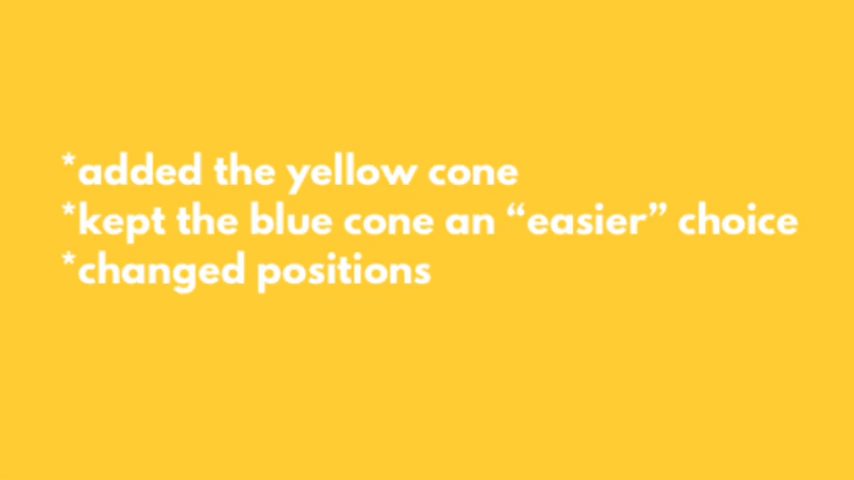 *added the yellow cone
*kept the blue cone an “easier” choice
*changed positions